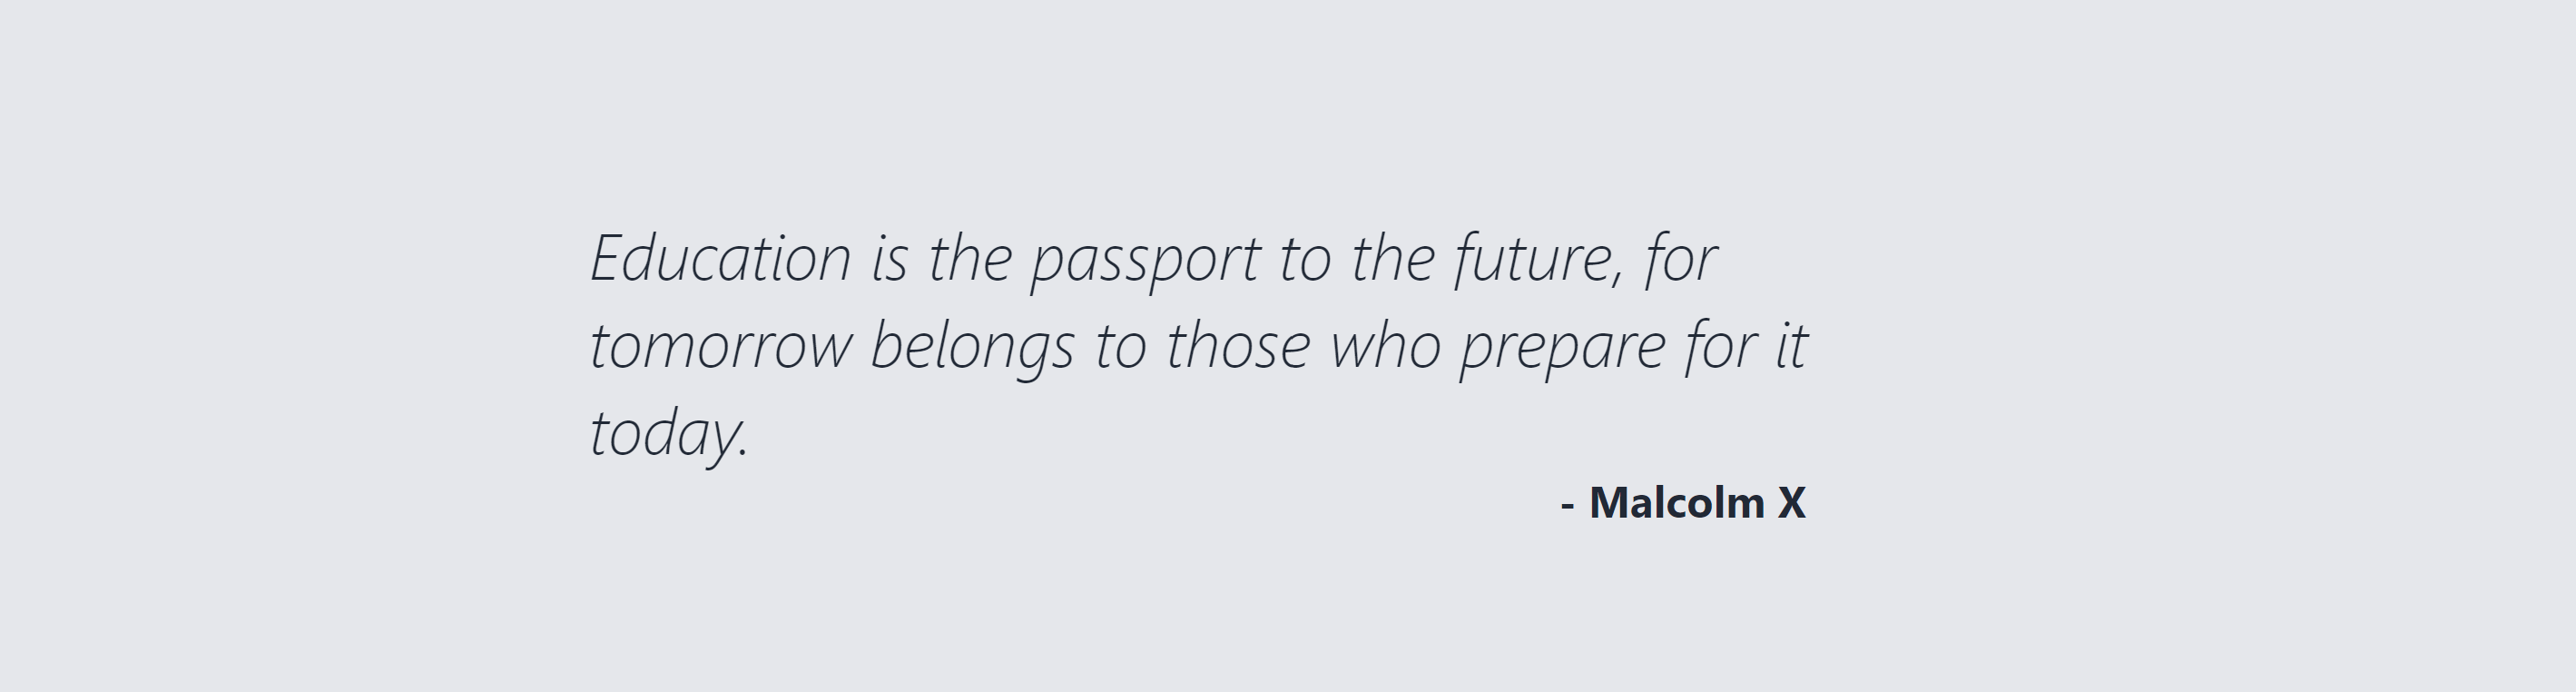 Education is the passport to the future, for
tomorrow belongs to those who prepare for it
today.
- Malcolm X